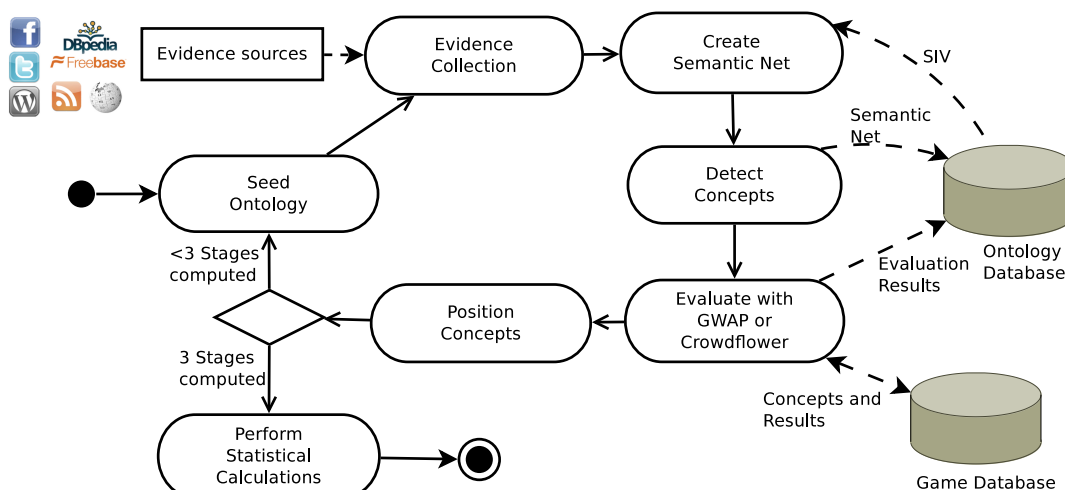 DBpedia
Freebase
Evidence sources
Evidence
Collection
Create
Semantic Net
SIV
Semantic
Net
Seed
Ontology
Detect
Concepts
Ontology
Database
<3 Stages
computed
Evaluation
Results
Position
Concepts
Evaluate with
GWAP or
Crowdflower
3 Stages
computed
Concepts and
Results
Perform
Statistical
Calculations
Game Database